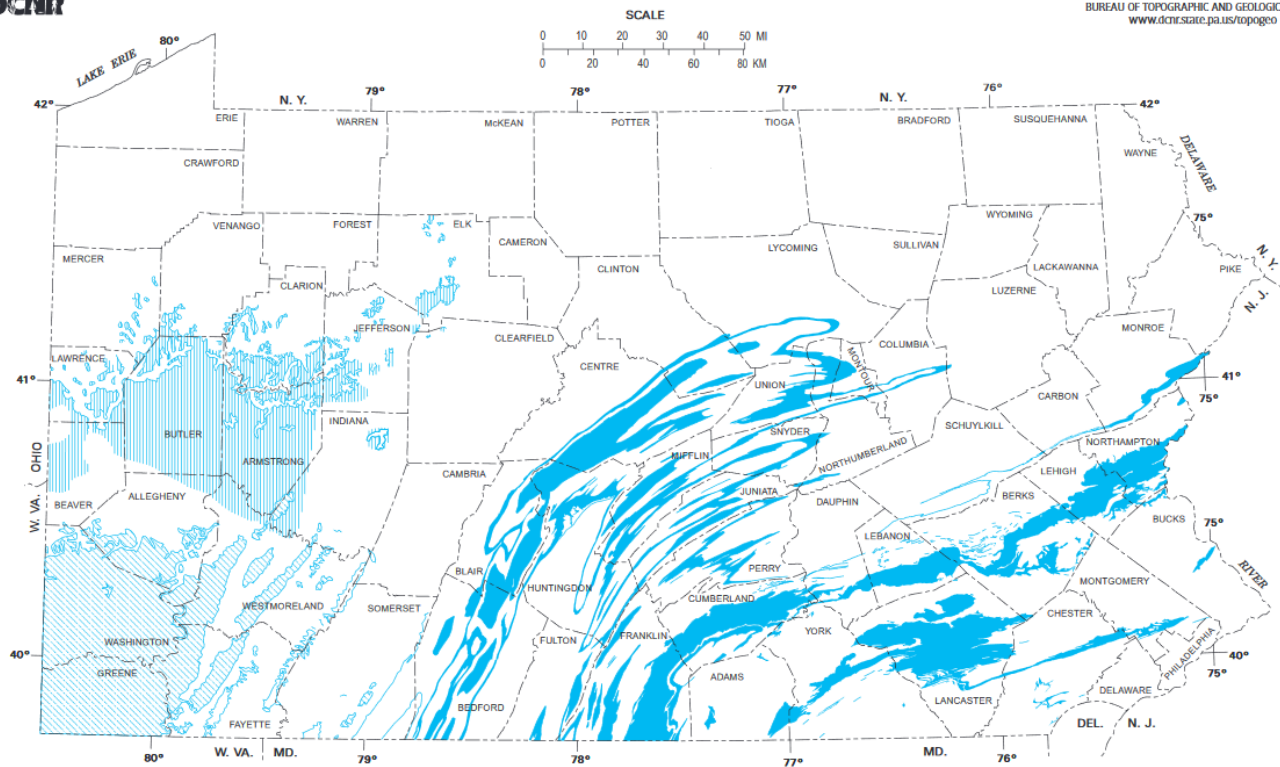 DCNR
BUREAU OF TOPOGRAPHIC AND GEOLOGIC
www.dcnr.state.pa.us/topogeo
SCALE
0 10 20 30 40 50 MI
0 20 40 60 80 KM
LAKE ERIE
80°
42°
N. Y.
79°
78°
77°
N. Y.
76°
42°
ERIE
WARREN
McKEAN
POTTER
TIOGA
BRADFORD
SUSQUEHANNA
WAYNE
DELAWARE
CRAWFORD
VENANGO
FOREST
ELK
CAMERON
WYOMING
75°
MERCER
CLINTON
LYCOMING
SULLIVAN
LACKAWANNA
PIKE
N. Y.
N. J.
CLARION
LUZERNE
JEFFERSON
CLEARFIELD
COLUMBIA
MONROE
LAWRENCE
CENTRE
MONTOUR
41°
UNION
CARBON
41°
75°
BUTLER
INDIANA
SNYDER
SCHUYLKILL
NORTHAMPTON
OHIO
ARMSTRONG
CAMBRIA
MIFFLIN
NORTHUMBERLAND
LEHIGH
W. VA.
BEAVER
ALLEGHENY
JUNIATA
DAUPHIN
BERKS
BUCKS
75°
LEBANON
BLAIR
HUNTINGDON
PERRY
MONTGOMERY
RIVER
WESTMORELAND
SOMERSET
CUMBERLAND
CHESTER
WASHINGTON
FULTON
FRANKLIN
YORK
PHILADELPHIA
40°
GREENE
ADAMS
40°
75°
FAYETTE
BEDFORD
LANCASTER
DELAWARE
DEL.
N. J.
80°
W. VA.
MD.
79°
78°
77°
MD.
76°